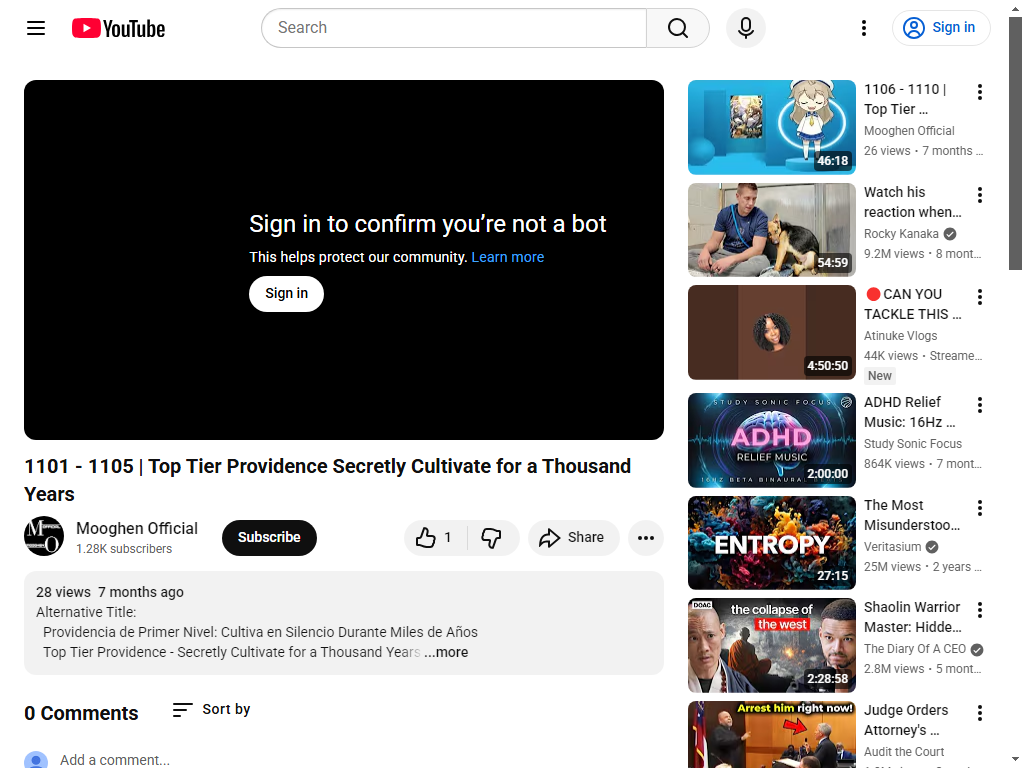 YouTube
Search
Sign in
Sign in to confirm you’re not a bot
This helps protect our community. Learn more
Sign in
1101 - 1105 | Top Tier Providence Secretly Cultivate for a Thousand
Years
Mooghen Official
1.28K subscribers
Subscribe
1
Share
28 views 7 months ago
Alternative Title:
Providencia de Primer Nivel: Cultiva en Silencio Durante Miles de Años
Top Tier Providence - Secretly Cultivate for a Thousand Years ...more
0 Comments
Sort by
Add a comment...
46:18
1106 - 1110 |
Top Tier ...
Mooghen Official
26 views • 7 months ...
54:59
Watch his
reaction when...
Rocky Kanaka
9.2M views • 8 mont...
4:50:50
🔴 CAN YOU
TACKLE THIS ...
Atinuke Vlogs
44K views • Streame...
New
STUDY SONIC FOCUS
ADHD
RELIEF MUSIC
2:00:00
ADHD Relief
Music: 16Hz ...
Study Sonic Focus
864K views • 7 mont...
ENTROPY
27:15
The Most
Misunderstoo...
Veritasium
25M views • 2 years ...
DOAC
the collapse of
the west
2:28:58
Shaolin Warrior
Master: Hidde...
The Diary Of A CEO
2.8M views • 5 mont...
Arrest him right now!
Judge Orders
Attorney's ...
Audit the Court